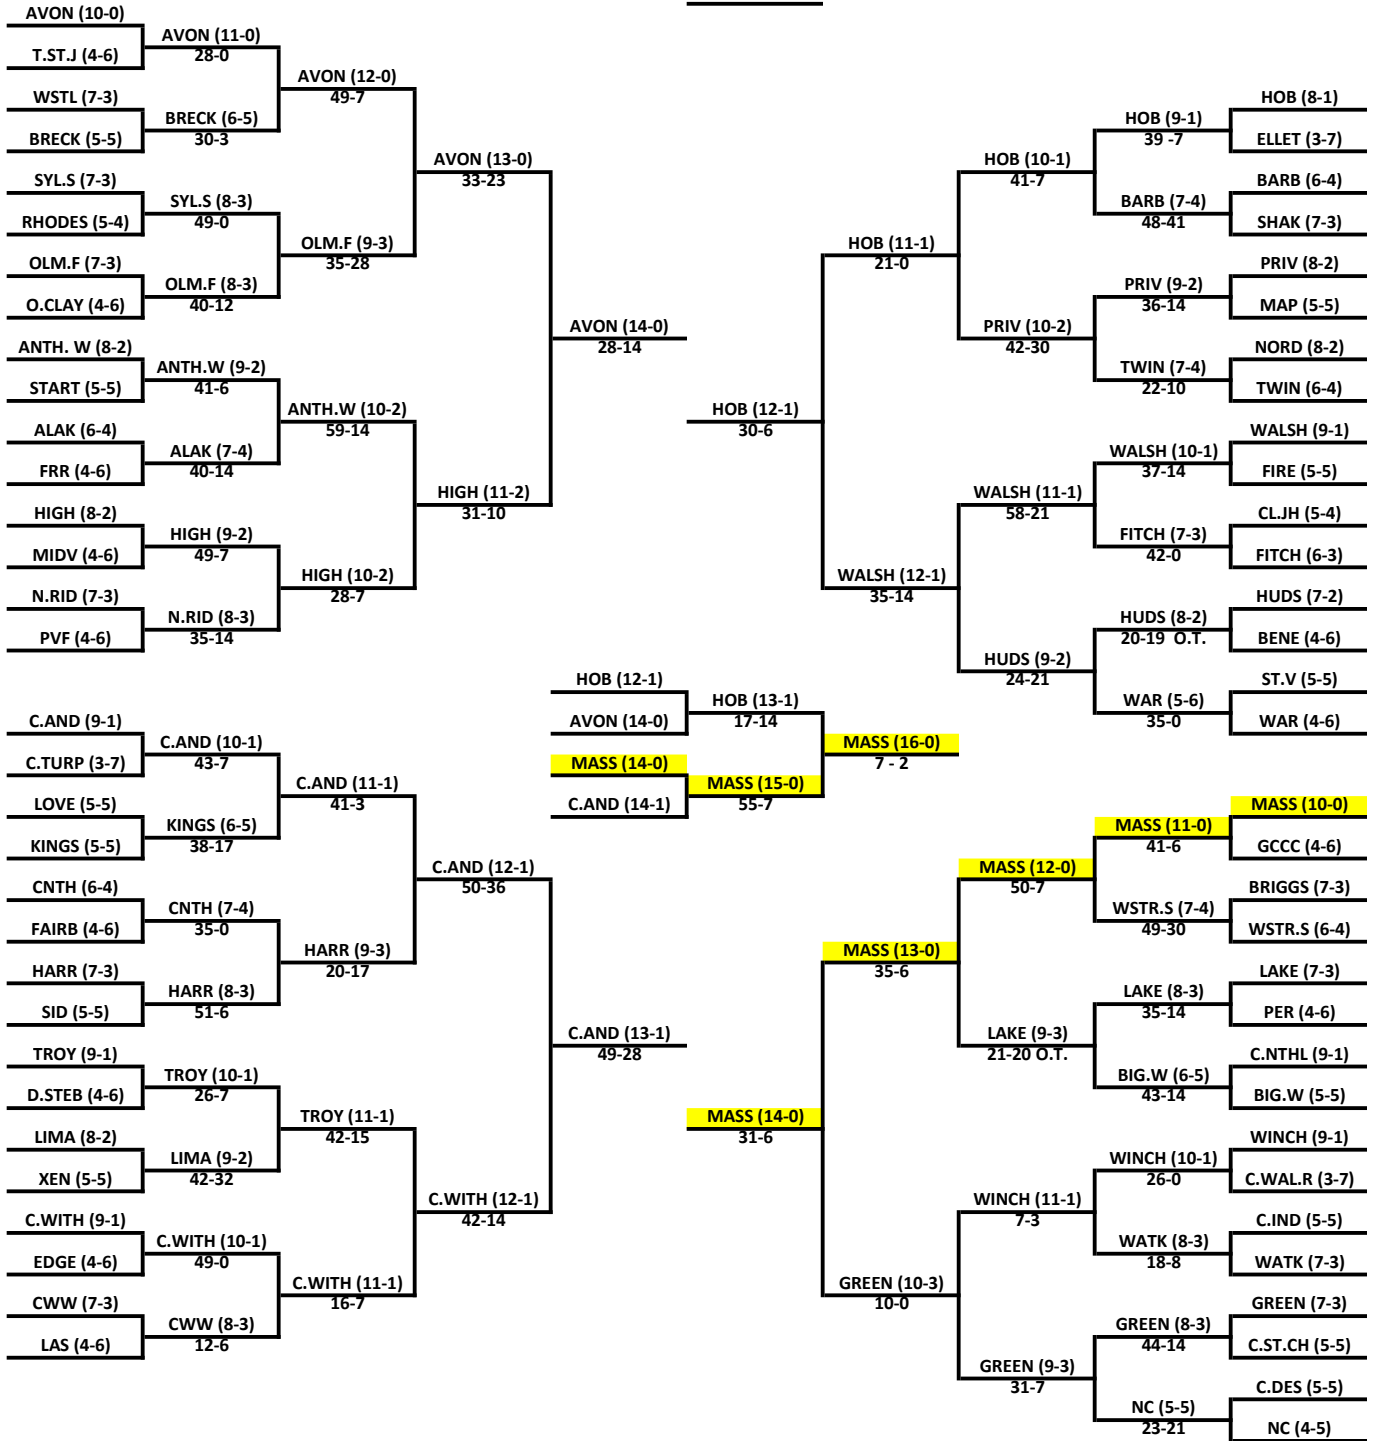 AVON (10-0)
T.ST.J (4-6)
WSTL (7-3)
BRECK (5-5)
SYL.S (7-3)
RHODES (5-4)
OLM.F (7-3)
O.CLAY (4-6)
ANTH. W (8-2)
START (5-5)
ALAK (6-4)
FRR (4-6)
HIGH (8-2)
MIDV (4-6)
N.RID (7-3)
PVF (4-6)
AVON (11-0)
28-0
BRECK (6-5)
30-3
SYL.S (8-3)
49-0
OLM.F (8-3)
40-12
ANTH.W (9-2)
41-6
ALAK (7-4)
40-14
HIGH (9-2)
49-7
N.RID (8-3)
35-14
AVON (12-0)
49-7
OLM.F (9-3)
35-28
ANTH.W (10-2)
59-14
HIGH (10-2)
28-7
AVON (13-0)
33-23
HIGH (11-2)
31-10
AVON (14-0)
28-14
HOB (12-1)
30-6
HOB (11-1)
21-0
WALSH (12-1)
35-14
HOB (10-1)
41-7
PRIV (10-2)
42-30
WALSH (11-1)
58-21
HUDS (9-2)
24-21
HOB (9-1)
39 -7
BARB (7-4)
48-41
PRIV (9-2)
36-14
TWIN (7-4)
22-10
WALSH (10-1)
37-14
FITCH (7-3)
42-0
HUDS (8-2)
20-19 O.T.
WAR (5-6)
35-0
HOB (8-1)
ELLET (3-7)
BARB (6-4)
SHAK (7-3)
PRIV (8-2)
MAP (5-5)
NORD (8-2)
TWIN (6-4)
WALSH (9-1)
FIRE (5-5)
CL.JH (5-4)
FITCH (6-3)
HUDS (7-2)
BENE (4-6)
ST.V (5-5)
WAR (4-6)
HOB (12-1)
AVON (14-0)
MASS (14-0)
C.AND (14-1)
HOB (13-1)
17-14
MASS (15-0)
55-7
MASS (16-0)
7 - 2
C.AND (9-1)
C.TURP (3-7)
LOVE (5-5)
KINGS (5-5)
CNTH (6-4)
FAIRB (4-6)
HARR (7-3)
SID (5-5)
TROY (9-1)
D.STEB (4-6)
LIMA (8-2)
XEN (5-5)
C.WITH (9-1)
EDGE (4-6)
CWW (7-3)
LAS (4-6)
C.AND (10-1)
43-7
KINGS (6-5)
38-17
CNTH (7-4)
35-0
HARR (8-3)
51-6
TROY (10-1)
26-7
LIMA (9-2)
42-32
C.WITH (10-1)
49-0
CWW (8-3)
12-6
C.AND (11-1)
41-3
HARR (9-3)
20-17
TROY (11-1)
42-15
C.WITH (11-1)
16-7
C.AND (12-1)
50-36
C.WITH (12-1)
42-14
C.AND (13-1)
49-28
MASS (14-0)
31-6
MASS (13-0)
35-6
GREEN (10-3)
10-0
MASS (12-0)
50-7
LAKE (9-3)
21-20 O.T.
WINCH (11-1)
7-3
GREEN (9-3)
31-7
MASS (11-0)
41-6
WSTR.S (7-4)
49-30
LAKE (8-3)
35-14
BIG.W (6-5)
43-14
WINCH (10-1)
26-0
WATK (8-3)
18-8
GREEN (8-3)
44-14
NC (5-5)
23-21
MASS (10-0)
GCCC (4-6)
BRIGGS (7-3)
WSTR.S (6-4)
LAKE (7-3)
PER (4-6)
C.NTHL (9-1)
BIG.W (5-5)
WINCH (9-1)
C.WAL.R (3-7)
C.IND (5-5)
WATK (7-3)
GREEN (7-3)
C.ST.CH (5-5)
C.DES (5-5)
NC (4-5)